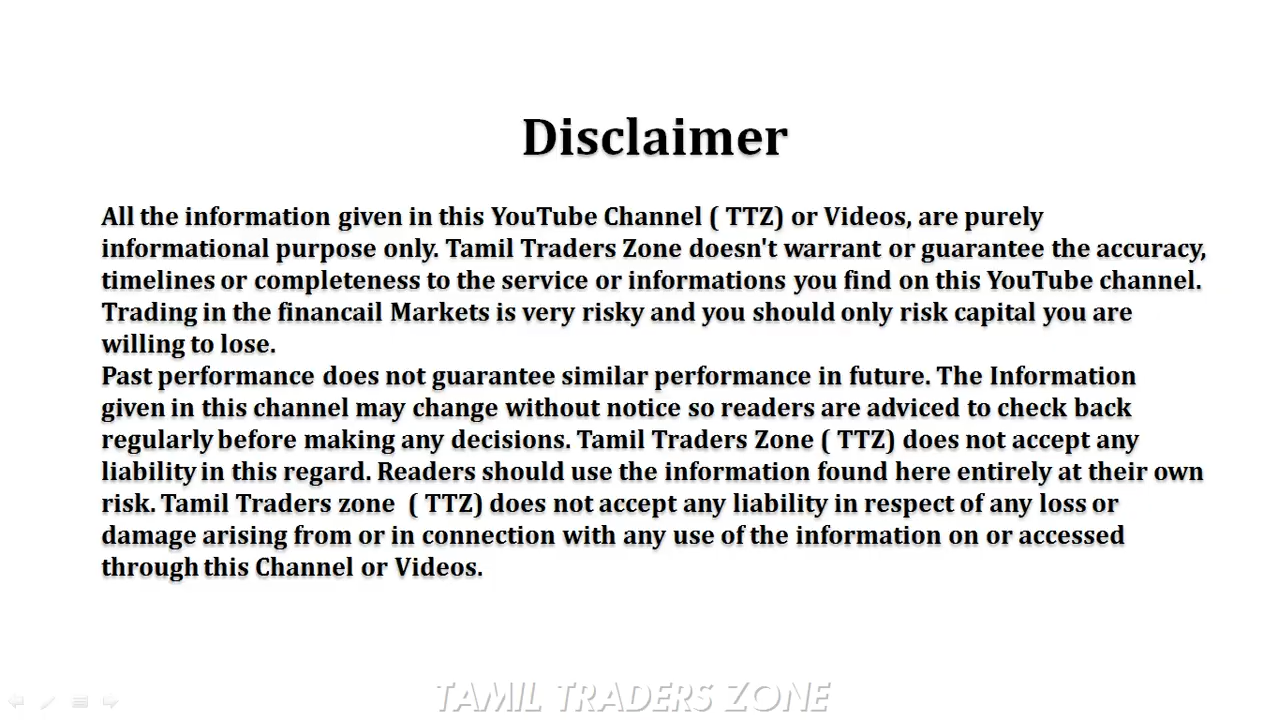 Disclaimer
All the information given in this YouTube Channel ( TTZ) or Videos, are purely
informational purpose only. Tamil Traders Zone doesn't warrant or guarantee the accuracy,
timelines or completeness to the service or informations you find on this YouTube channel.
Trading in the financail Markets is very risky and you should only risk capital you are
willing to lose.
Past performance does not guarantee similar performance in future. The Information
given in this channel may change without notice so readers are adviced to check back
regularly before making any decisions. Tamil Traders Zone ( TTZ) does not accept any
liability in this regard. Readers should use the information found here entirely at their own
risk. Tamil Traders zone  ( TTZ) does not accept any liability in respect of any loss or
damage arising from or in connection with any use of the information on or accessed
through this Channel or Videos.
TAMIL TRADERS ZONE